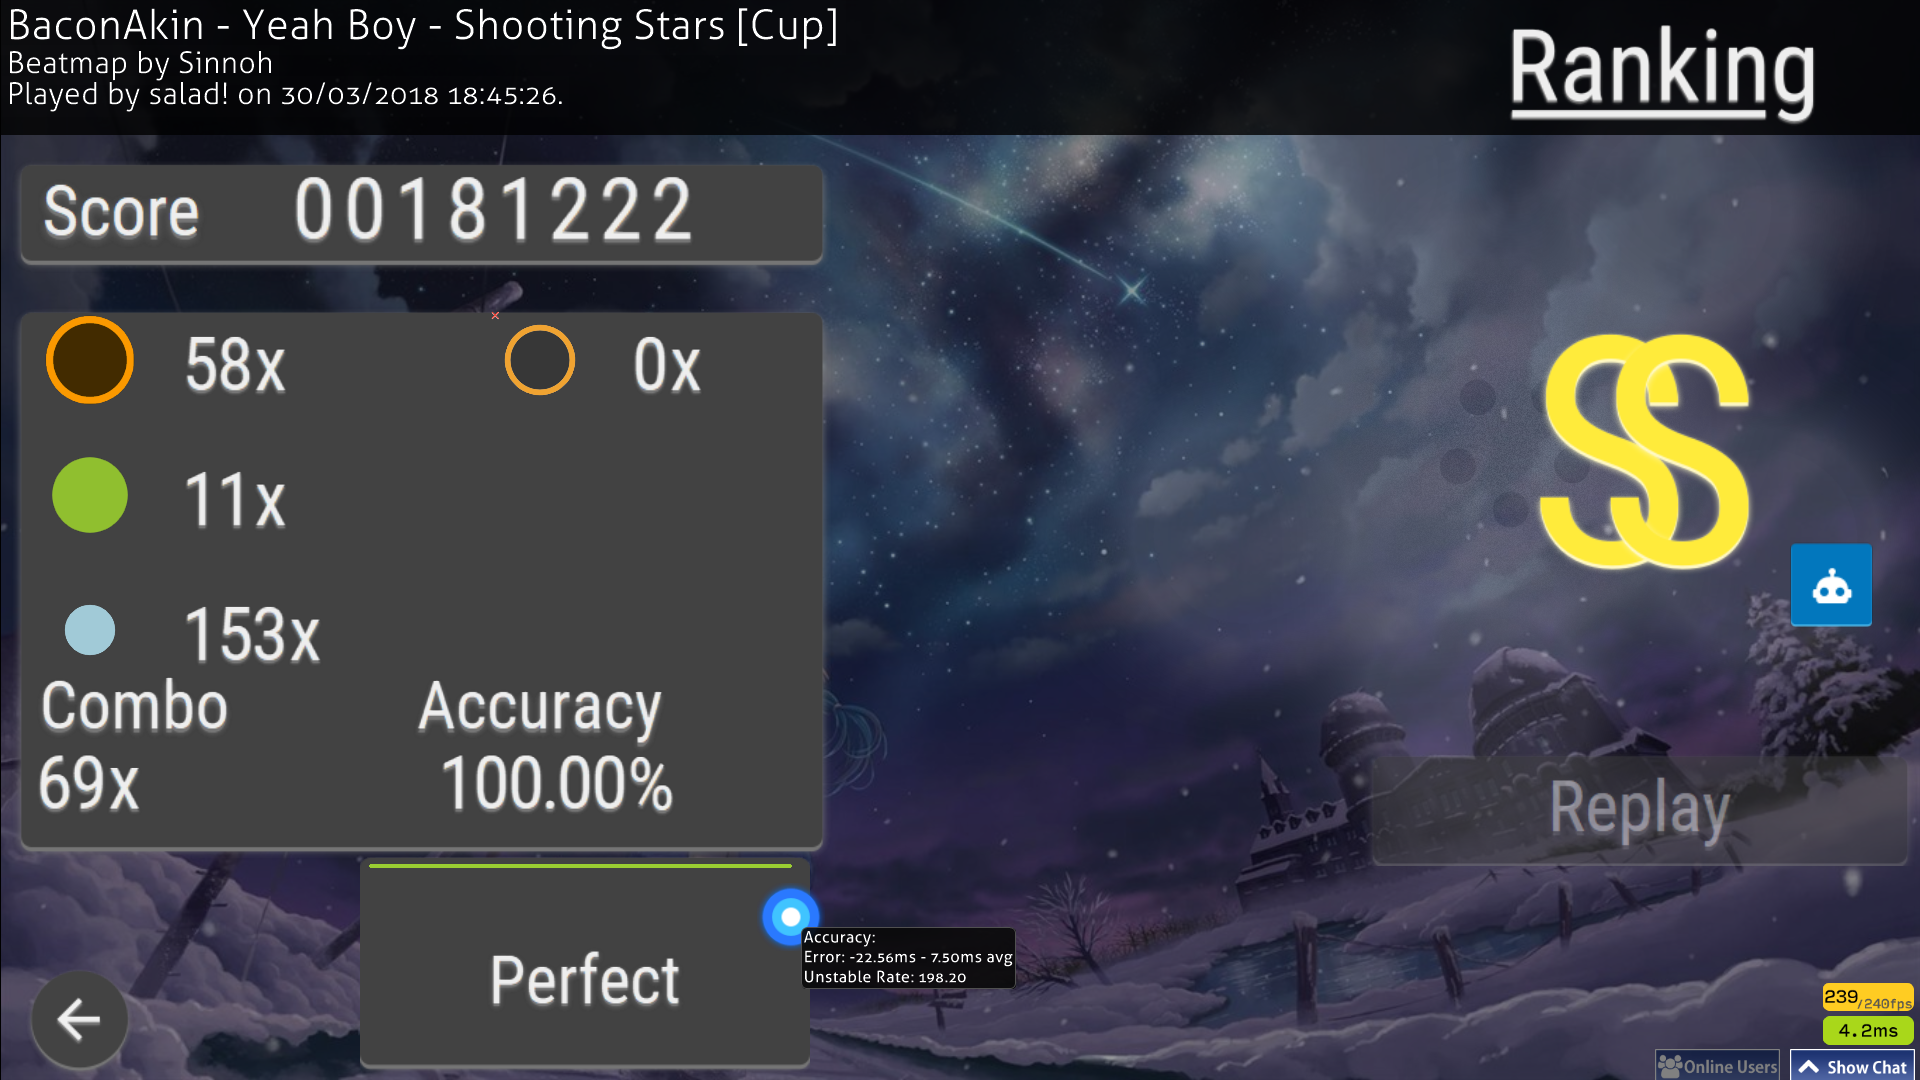 BaconAkin - Yeah Boy - Shooting Stars [Cup]
Beatmap by Sinnoh
Played by salad! on 30/03/2018 18:45:26.
Ranking
Score 00181222
58x 0x
11x
153x
Combo Accuracy
69x 100.00%
SS
Replay
Perfect
Accuracy:
Error: -22.56ms - 7.50ms avg
Unstable Rate: 198.20
239/240fps
4.2ms
Online Users Show Chat